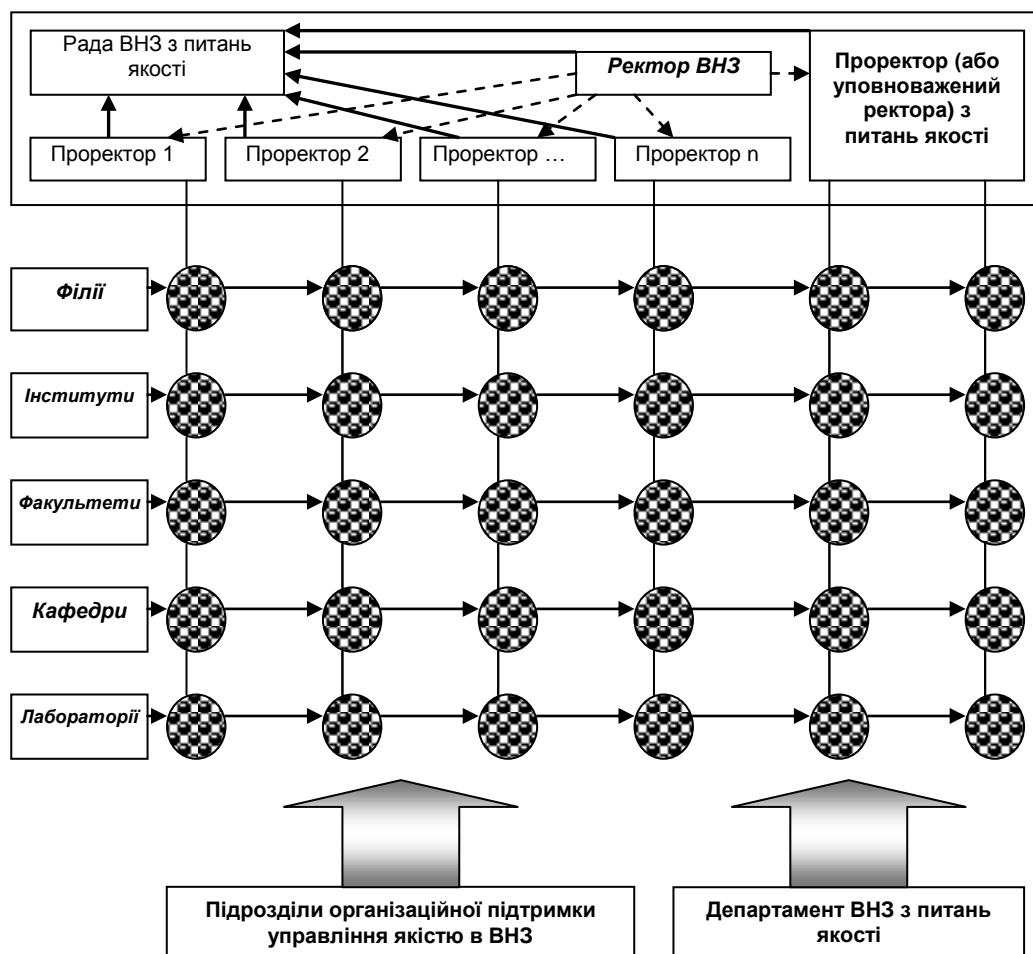 Рада ВНЗ з питань
якості
Ректор ВНЗ
Проректор (або
уповноважений
ректора) з
питань якості
Проректор 1
Проректор 2
Проректор …
Проректор n
Філії
Інститути
Факультети
Кафедри
Лабораторії
Підрозділи організаційної підтримки
управління якістю в ВНЗ
Департамент ВНЗ з питань
якості